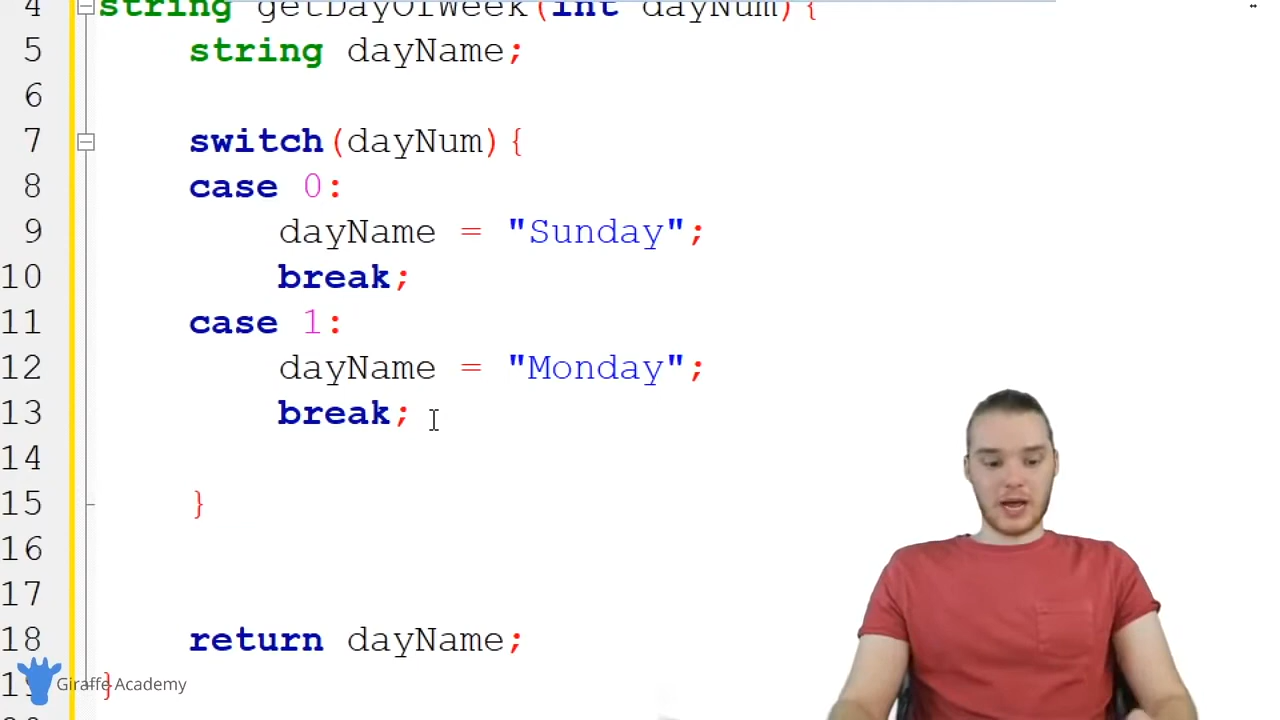 4 string getDayOfWeek(int dayNum){
5 string dayName;
6
7 switch(dayNum){
8 case 0:
9 dayName = "Sunday";
10 break;
11 case 1:
12 dayName = "Monday";
13 break;
14
15 }
16
17
18 return dayName;
19 }
Giraffe Academy